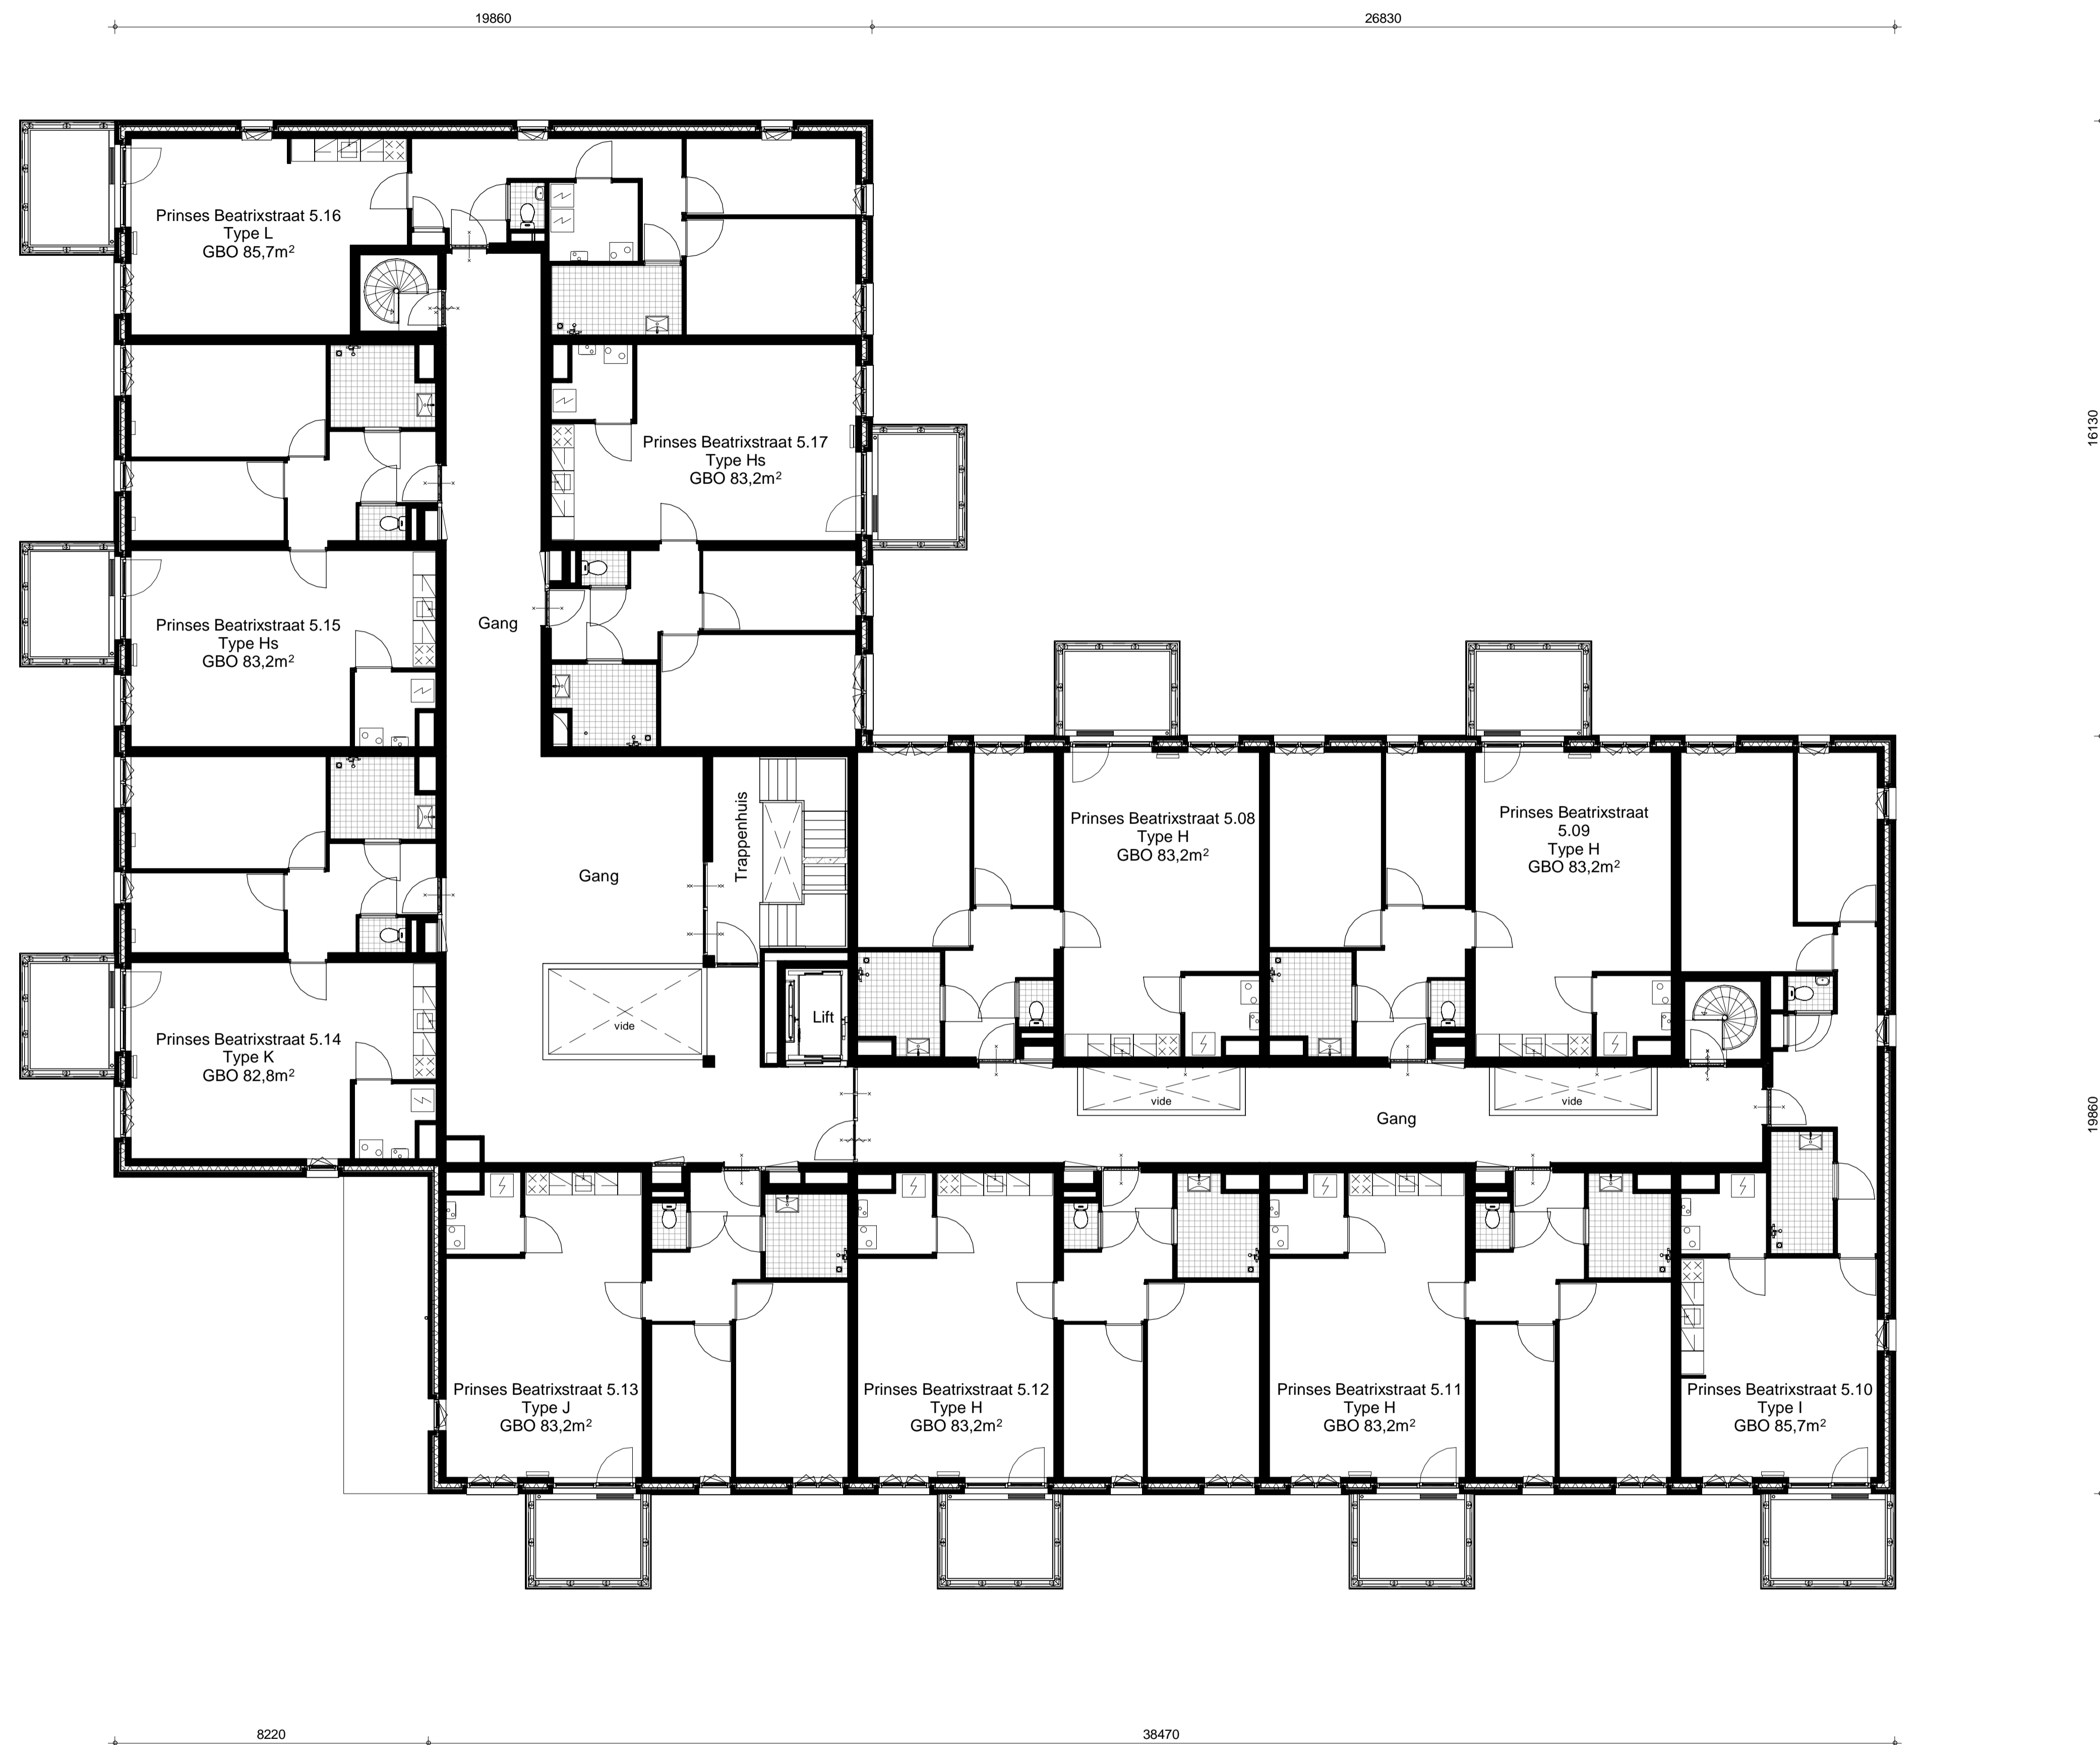 19860
26830
Prinses Beatrixstraat 5.16
Type L
GBO 85,7m²
16130
Prinses Beatrixstraat 5.17
Type Hs
GBO 83,2m²
Gang
Prinses Beatrixstraat 5.15
Type Hs
GBO 83,2m²
Trappenhuis
Prinses Beatrixstraat 5.08
Type H
GBO 83,2m²
Prinses Beatrixstraat
5.09
Type H
GBO 83,2m²
Gang
vide
Lift
Prinses Beatrixstraat 5.14
Type K
GBO 82,8m²
vide
vide
Gang
19860
Prinses Beatrixstraat 5.13
Type J
GBO 83,2m²
Prinses Beatrixstraat 5.12
Type H
GBO 83,2m²
Prinses Beatrixstraat 5.11
Type H
GBO 83,2m²
Prinses Beatrixstraat 5.10
Type I
GBO 85,7m²
8220
38470